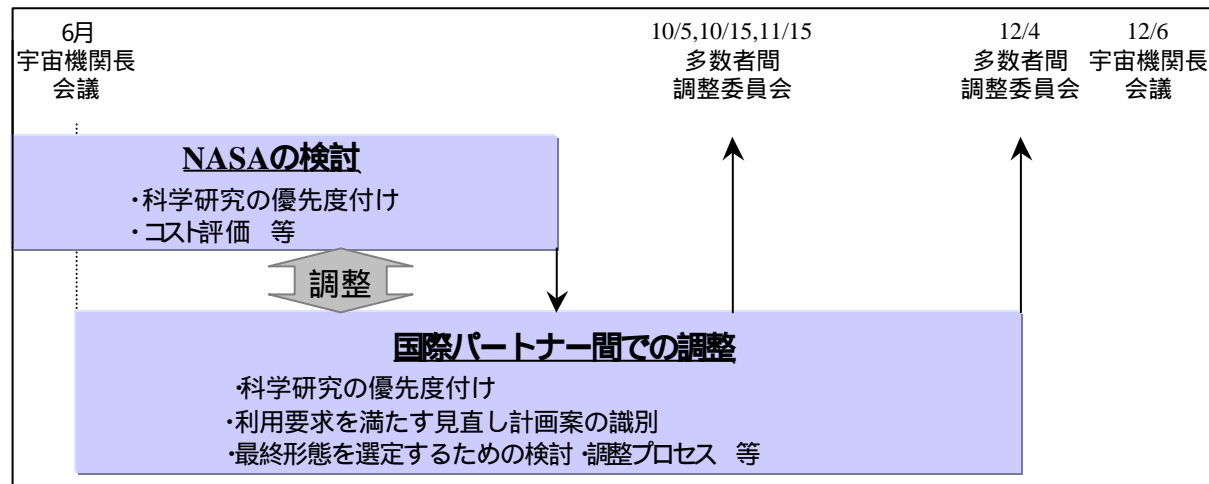 6月
宇宙機関長
会議
10/5,10/15,11/15
多数者間
調整委員会
12/4
多数者間
調整委員会
12/6
宇宙機関長
会議
NASAの検討
・科学研究の優先度付け
・コスト評価 等
調整
国際パートナー間での調整
・科学研究の優先度付け
・利用要求を満たす見直し計画案の識別
・最終形態を選定するための検討・調整プロセス 等